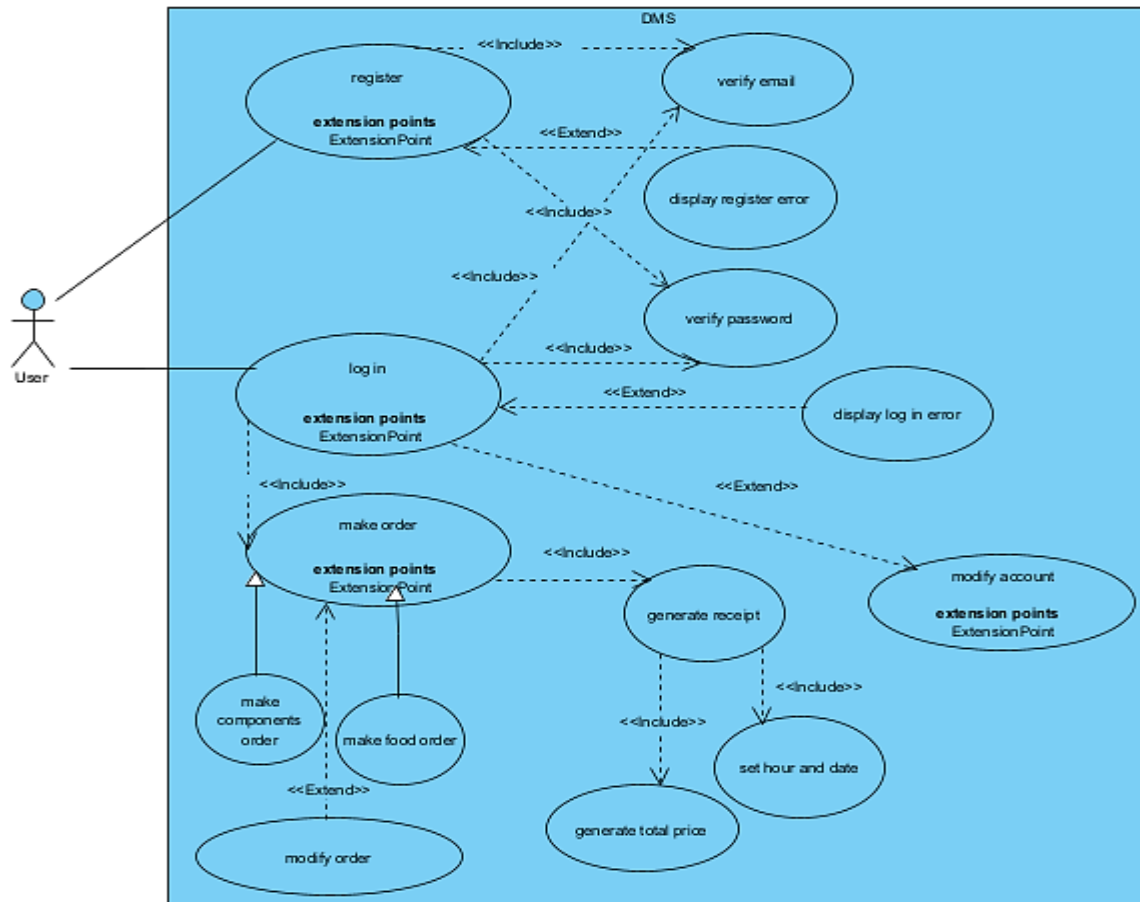 DMS
<<Include>>
register
extension points
ExtensionPoint
verify email
<<Extend>>
display register error
<<Include>>
<<Include>>
verify password
User
log in
extension points
ExtensionPoint
<<Include>>
<<Extend>>
display log in error
<<Include>>
<<Extend>>
make order
extension points
ExtensionPoint
<<Include>>
generate receipt
modify account
extension points
ExtensionPoint
make
components
order
make food order
<<Include>>
<<Include>>
set hour and date
<<Extend>>
generate total price
modify order